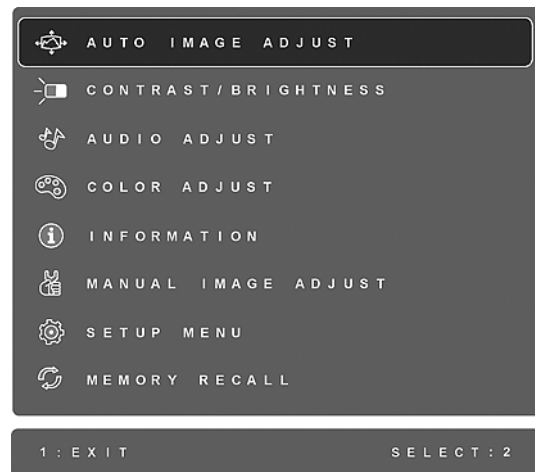 AUTO IMAGE ADJUST
CONTRAST/BRIGHTNESS
AUDIO ADJUST
COLOR ADJUST
INFORMATION
MANUAL IMAGE ADJUST
SETUP MENU
MEMORY RECALL
1:EXIT SELECT:2